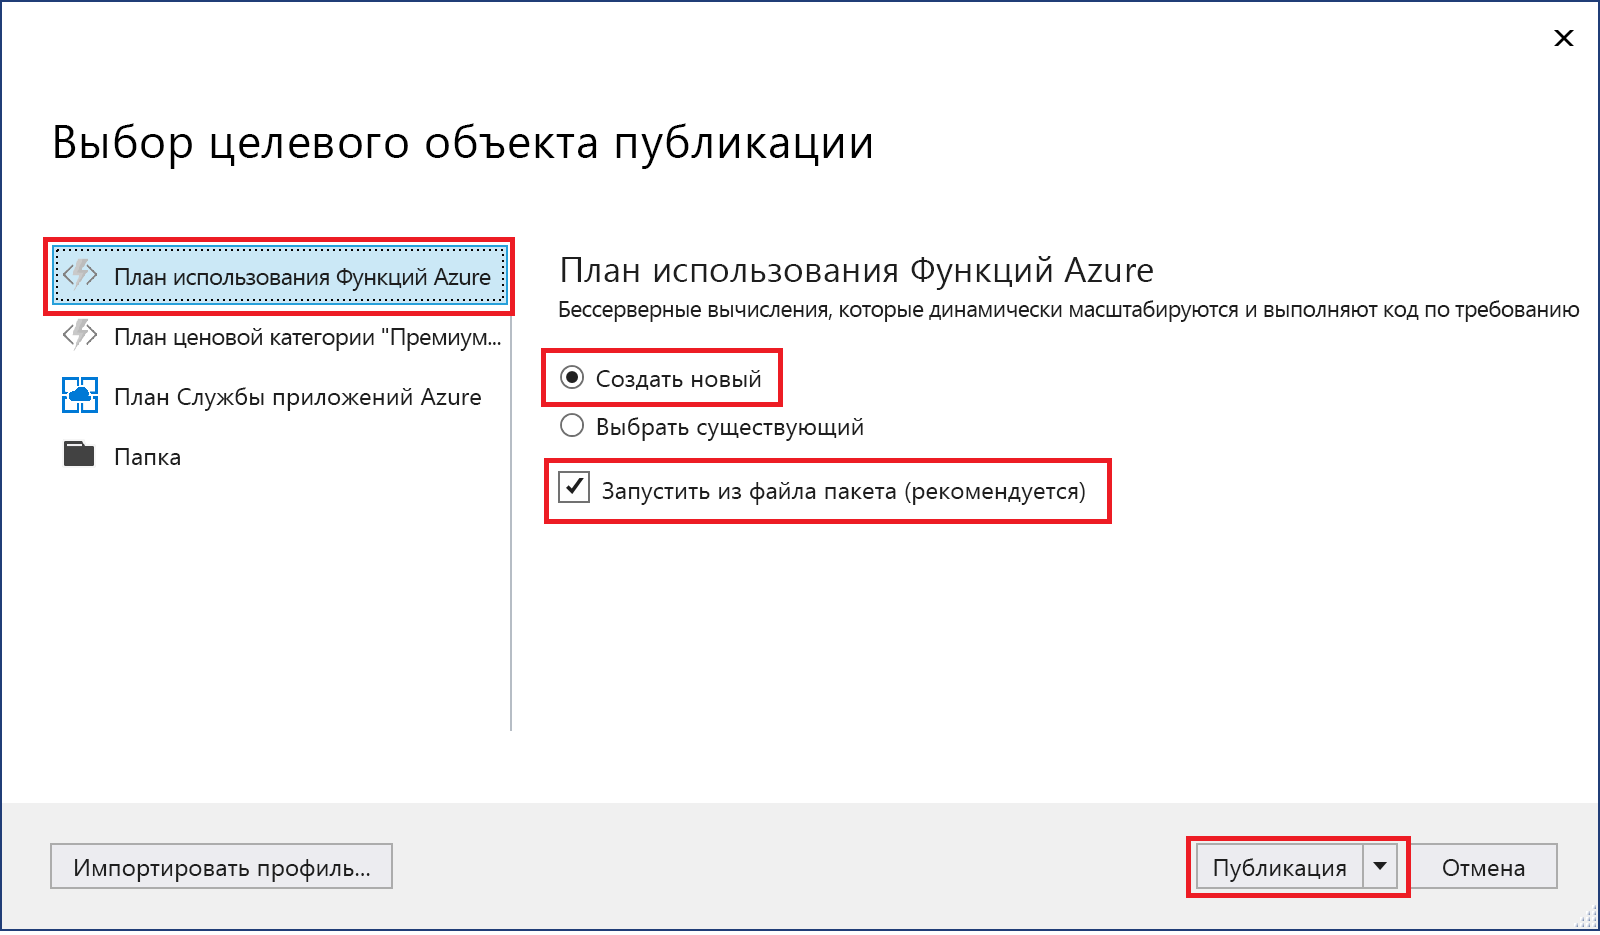 Выбор целевого объекта публикации
План использования Функций Azure
План ценовой категории "Премиум...
План Службы приложений Azure
Папка
План использования Функций Azure
Бессерверные вычисления, которые динамически масштабируются и выполняют код по требованию
Создать новый
Выбрать существующий
Запустить из файла пакета (рекомендуется)
Импортировать профиль...
Публикация
Отмена